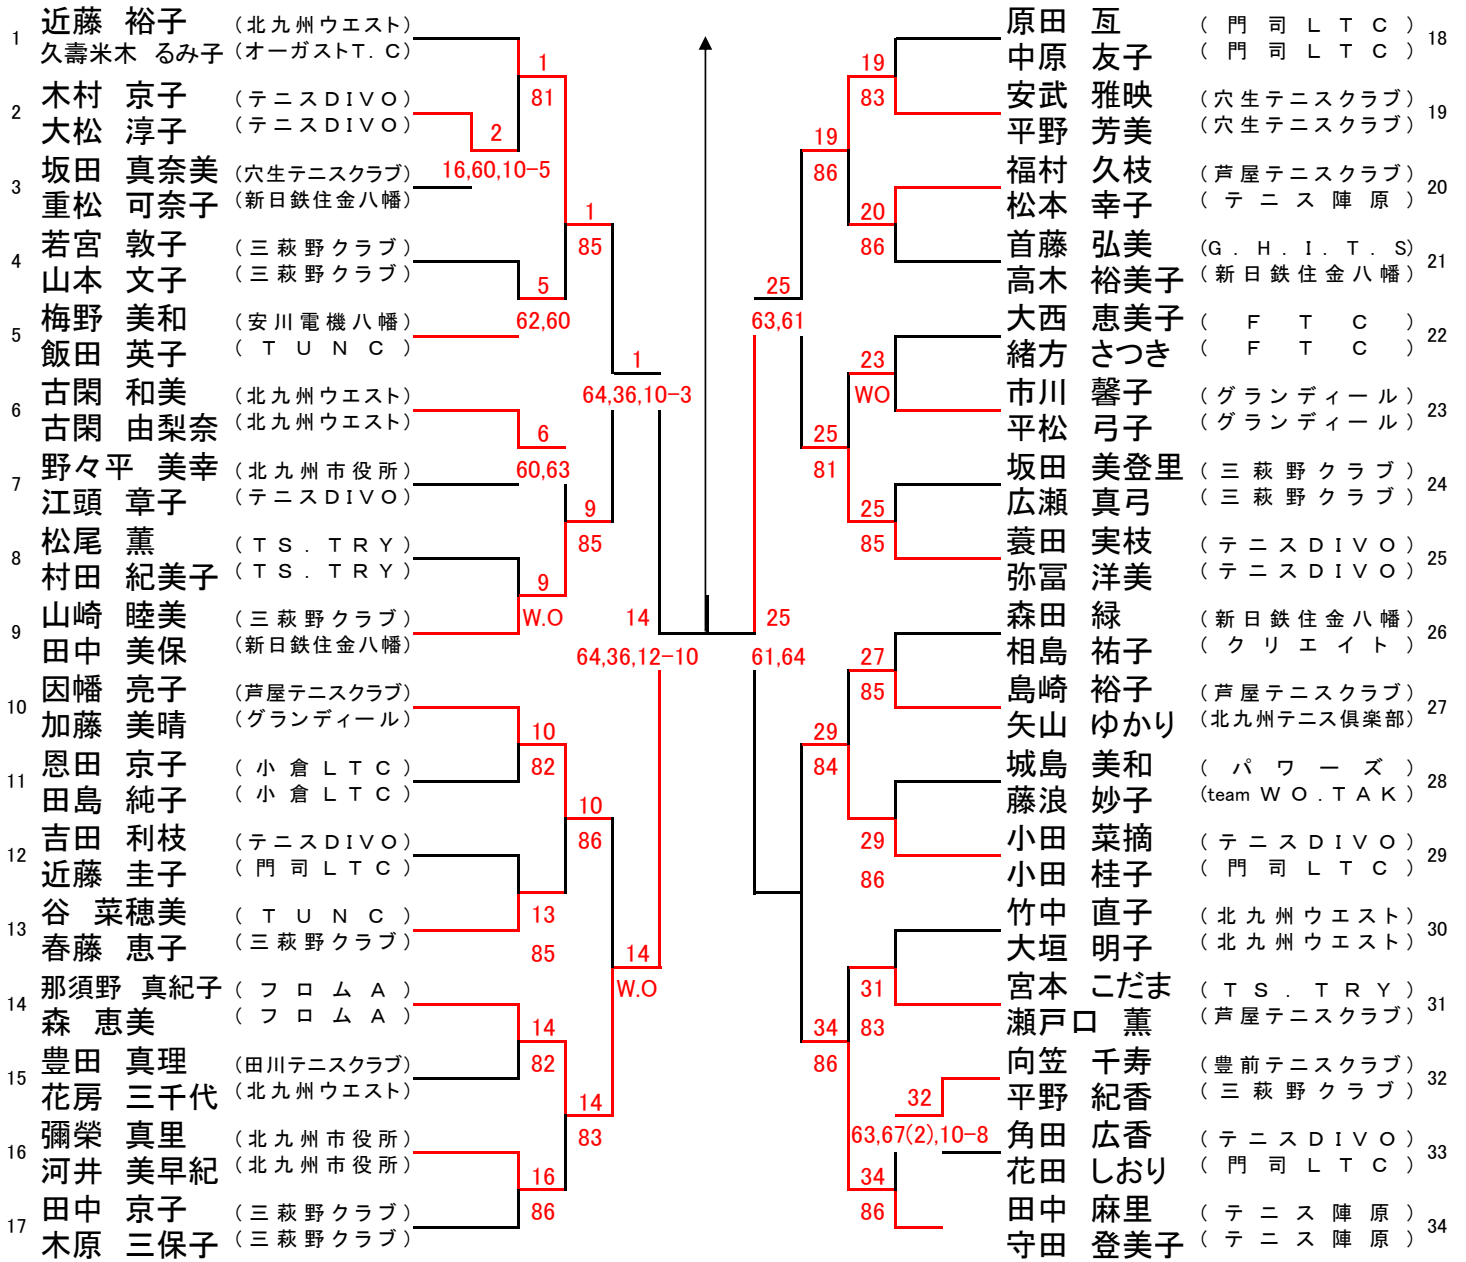 1
近藤 裕子 (北九州ウエスト)
久壽米木 るみ子 (オーガストT.C)
2
木村 京子 (テニスDIVO)
大松 淳子 (テニスDIVO)
3
坂田 真奈美 (穴生テニスクラブ)
重松 可奈子 (新日鉄住金八幡)
4
若宮 敦子 (三萩野クラブ)
山本 文子 (三萩野クラブ)
5
梅野 美和 (安川電機八幡)
飯田 英子 (TUNC)
6
古閑 和美 (北九州ウエスト)
古閑 由梨奈 (北九州ウエスト)
7
野々平 美幸 (北九州市役所)
江頭 章子 (テニスDIVO)
8
松尾 薫 (TS.TRY)
村田 紀美子 (TS.TRY)
9
山崎 睦美 (三萩野クラブ)
田中 美保 (新日鉄住金八幡)
10
因幡 亮子 (芦屋テニスクラブ)
加藤 美晴 (グランディール)
11
恩田 京子 (小倉LTC)
田島 純子 (小倉LTC)
12
吉田 利枝 (テニスDIVO)
近藤 圭子 (門司LTC)
13
谷 菜穂美 (TUNC)
春藤 恵子 (三萩野クラブ)
14
那須野 真紀子 (フロムA)
森 恵美 (フロムA)
15
豊田 真理 (田川テニスクラブ)
花房 三千代 (北九州ウエスト)
16
彌榮 真里 (北九州市役所)
河井 美早紀 (北九州市役所)
17
田中 京子 (三萩野クラブ)
木原 三保子 (三萩野クラブ)
1
81
2
16,60,10-5
5
62,60
1
85
6
60,63
9
W.O
9
85
1
64,36,10-3
10
82
13
85
10
86
14
82
16
86
14
83
14
W.O
14
64,36,12-10
25
61,64
25
63,61
19
86
19
83
20
86
23
WO
25
81
25
85
27
85
29
84
29
86
31
83
34
86
32
63,67(2),10-8
34
86
原田 亙 (門司LTC)
中原 友子 (門司LTC)
18
安武 雅映 (穴生テニスクラブ)
平野 芳美 (穴生テニスクラブ)
19
福村 久枝 (芦屋テニスクラブ)
松本 幸子 (テニス陣原)
20
首藤 弘美 (G.H.I.T.S)
高木 裕美子 (新日鉄住金八幡)
21
大西 恵美子 (FTC)
緒方 さつき (FTC)
22
市川 馨子 (グランディール)
平松 弓子 (グランディール)
23
坂田 美登里 (三萩野クラブ)
広瀬 真弓 (三萩野クラブ)
24
蓑田 実枝 (テニスDIVO)
弥冨 洋美 (テニスDIVO)
25
森田 緑 (新日鉄住金八幡)
相島 祐子 (クリエイト)
26
島崎 裕子 (芦屋テニスクラブ)
矢山 ゆかり (北九州テニス倶楽部)
27
城島 美和 (パワーズ)
藤浪 妙子 (team WO.TAK)
28
小田 菜摘 (テニスDIVO)
小田 桂子 (門司LTC)
29
竹中 直子 (北九州ウエスト)
大垣 明子 (北九州ウエスト)
30
宮本 こだま (TS.TRY)
瀬戸口 薫 (芦屋テニスクラブ)
31
向笠 千寿 (豊前テニスクラブ)
平野 紀香 (三萩野クラブ)
32
角田 広香 (テニスDIVO)
花田 しおり (門司LTC)
33
田中 麻里 (テニス陣原)
守田 登美子 (テニス陣原)
34